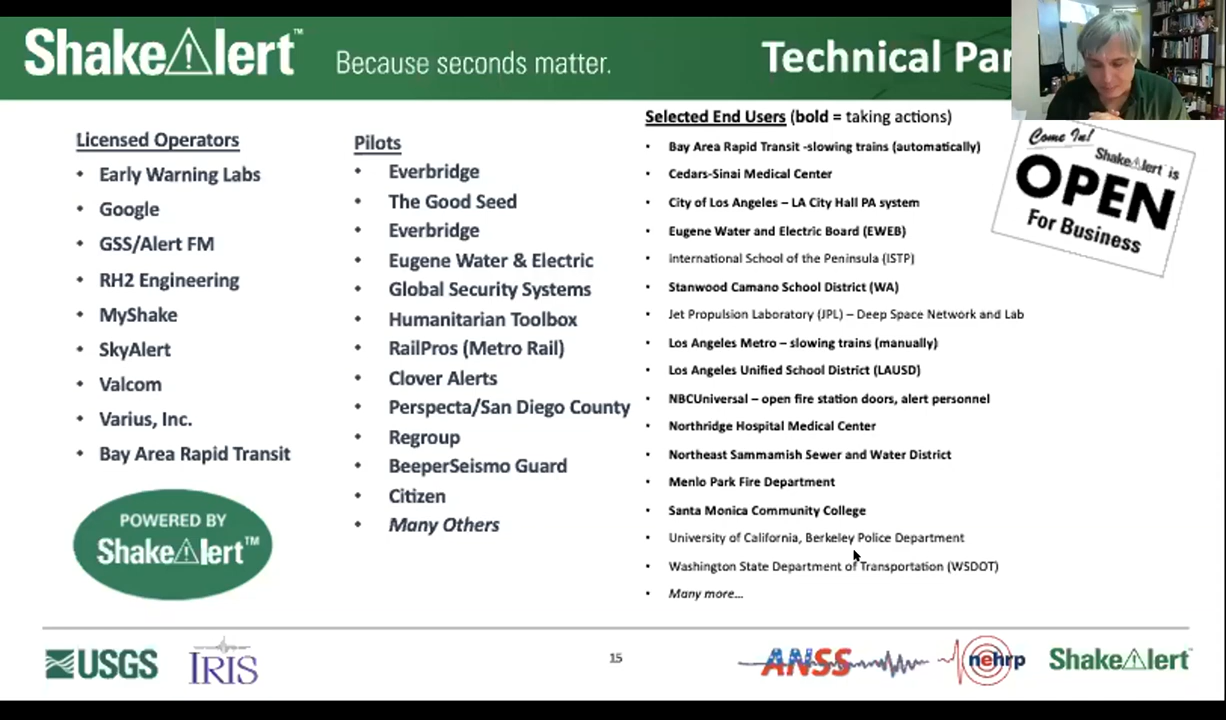 ShakeAlert™
Because seconds matter.
Technical Par
Licensed Operators
• Early Warning Labs
• Google
• GSS/Alert FM
• RH2 Engineering
• MyShake
• SkyAlert
• Valcom
• Varius, Inc.
• Bay Area Rapid Transit
POWERED BY
ShakeAlert™
Pilots
• Everbridge
• The Good Seed
• Everbridge
• Eugene Water & Electric
• Global Security Systems
• Humanitarian Toolbox
• RailPros (Metro Rail)
• Clover Alerts
• Perspecta/San Diego County
• Regroup
• BeeperSeismo Guard
• Citizen
• Many Others
Selected End Users (bold = taking actions)
• Bay Area Rapid Transit -slowing trains (automatically)
• Cedars-Sinai Medical Center
• City of Los Angeles – LA City Hall PA system
• Eugene Water and Electric Board (EWEB)
• International School of the Peninsula (ISTP)
• Stanwood Camano School District (WA)
• Jet Propulsion Laboratory (JPL) – Deep Space Network and Lab
• Los Angeles Metro – slowing trains (manually)
• Los Angeles Unified School District (LAUSD)
• NBCUniversal – open fire station doors, alert personnel
• Northridge Hospital Medical Center
• Northeast Sammamish Sewer and Water District
• Menlo Park Fire Department
• Santa Monica Community College
• University of California, Berkeley Police Department
• Washington State Department of Transportation (WSDOT)
• Many more…
Come In!
ShakeAlert is
OPEN
For Business
USGS
IRIS
15
ANSS
nehrp
ShakeAlert™